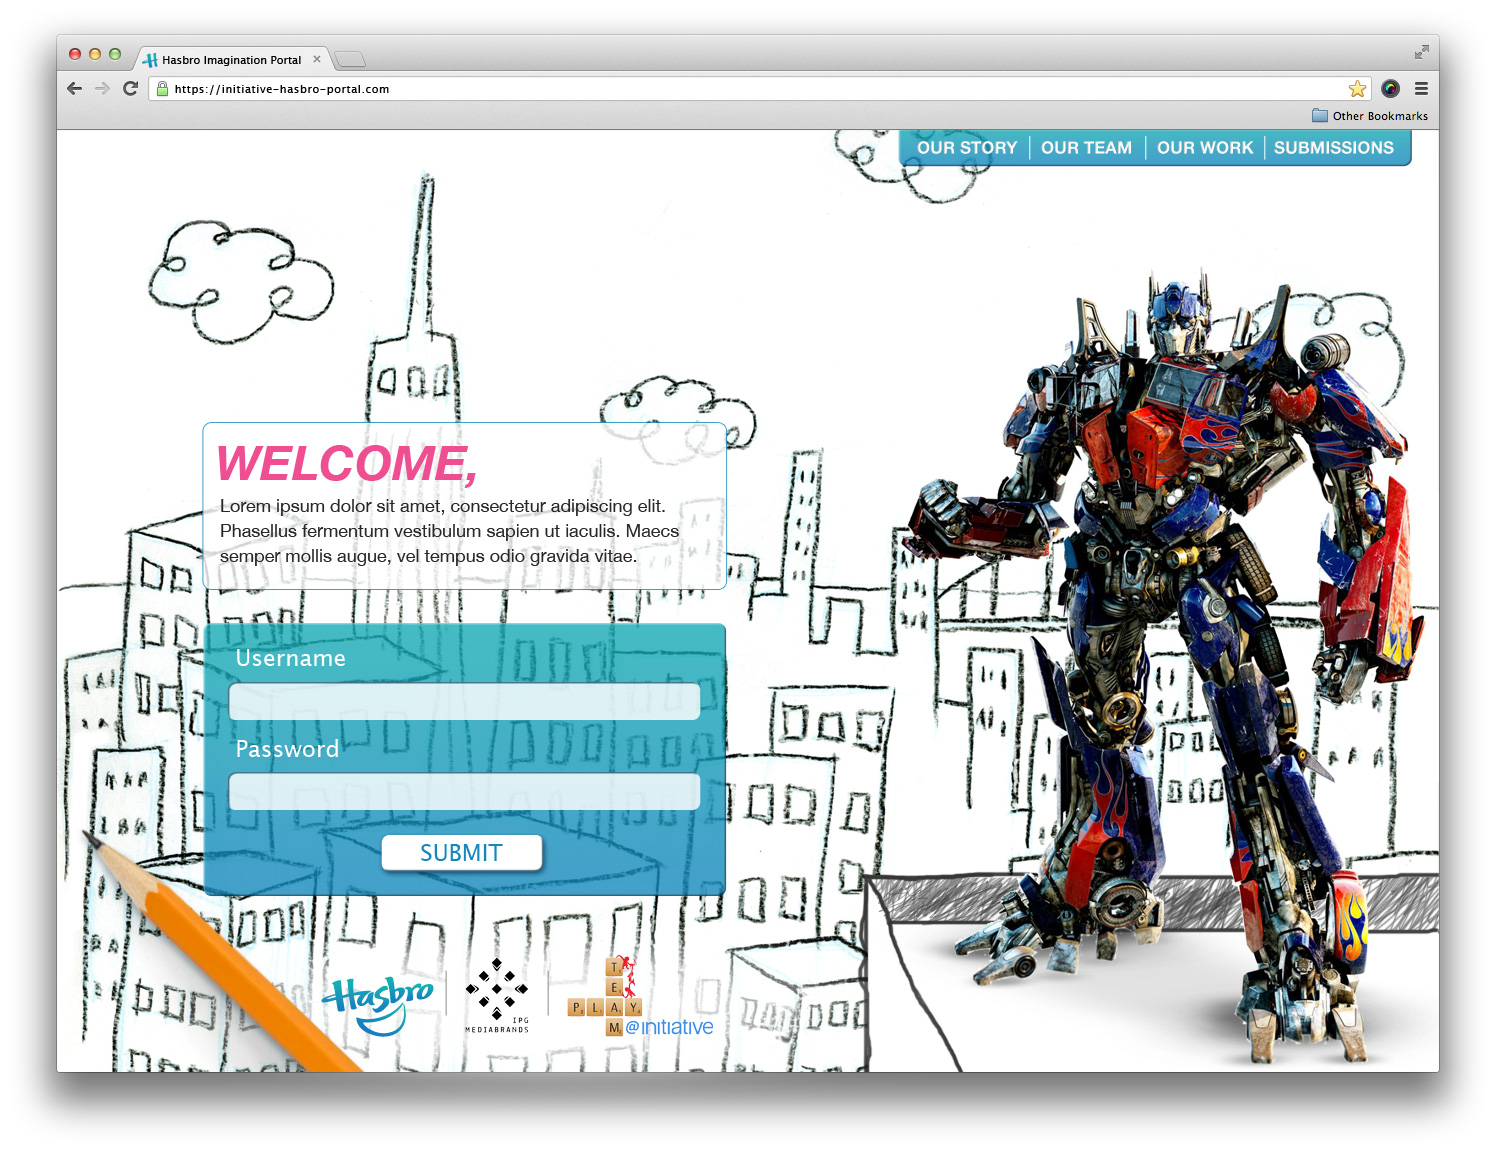 Hasbro Imagination Portal
https://initiative-hasbro-portal.com
Other Bookmarks
OUR STORY
OUR TEAM
OUR WORK
SUBMISSIONS
WELCOME,
Lorem ipsum dolor sit amet, consectetur adipiscing elit.
Phasellus fermentum vestibulum sapien ut iaculis. Maecs
semper mollis augue, vel tempus odio gravida vitae.
Username
Password
SUBMIT
Hasbro
IPG
MEDIABRANDS
TEAM
PLAY
@initiative